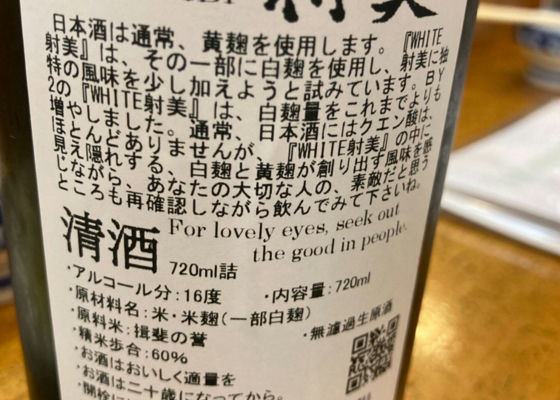 射美
日本酒は通常、黄麹を使用します。『WHITE
射美』は、その一部に白麹を使用し、射美に独
特の風味を少し加えようと試みています。BY
2の『WHITE射美』は、白麹量をこれまでよりも
増やしました。通常、日本酒にはクエン酸は、
ほとんどありませんが、『WHITE射美』の中に
見え隠れする、白麹と黄麹が創り出す風味を感
じながら、あなたの大切な人の、素敵だと思う
ところも再確認しながら飲んでみて下さいね。
For lovely eyes, seek out
the good in people.
清酒 720ml詰
・アルコール分:16度 ・内容量:720ml
・原材料名:米・米麹(一部白麹)
・原料米:揖斐の誉 ・無濾過生原酒
・精米歩合:60%
・お酒はおいしく適量を
・お酒は二十歳になってから。
・開栓に